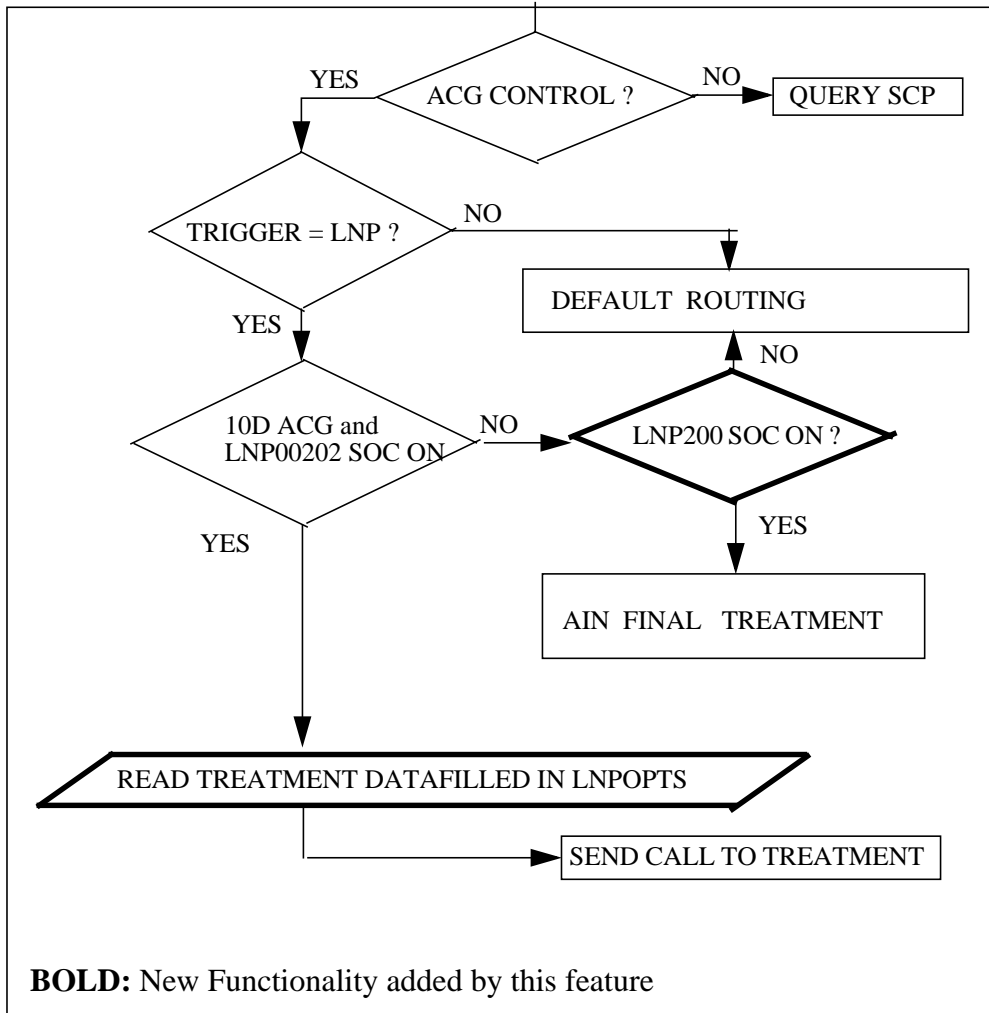 YES
NO
ACG CONTROL ?
QUERY SCP
TRIGGER = LNP ?
NO
DEFAULT ROUTING
YES
NO
10D ACG and
LNP00202 SOC ON
NO
LNP200 SOC ON ?
YES
YES
AIN FINAL TREATMENT
READ TREATMENT DATAFILLED IN LNPOPTS
SEND CALL TO TREATMENT
BOLD: New Functionality added by this feature